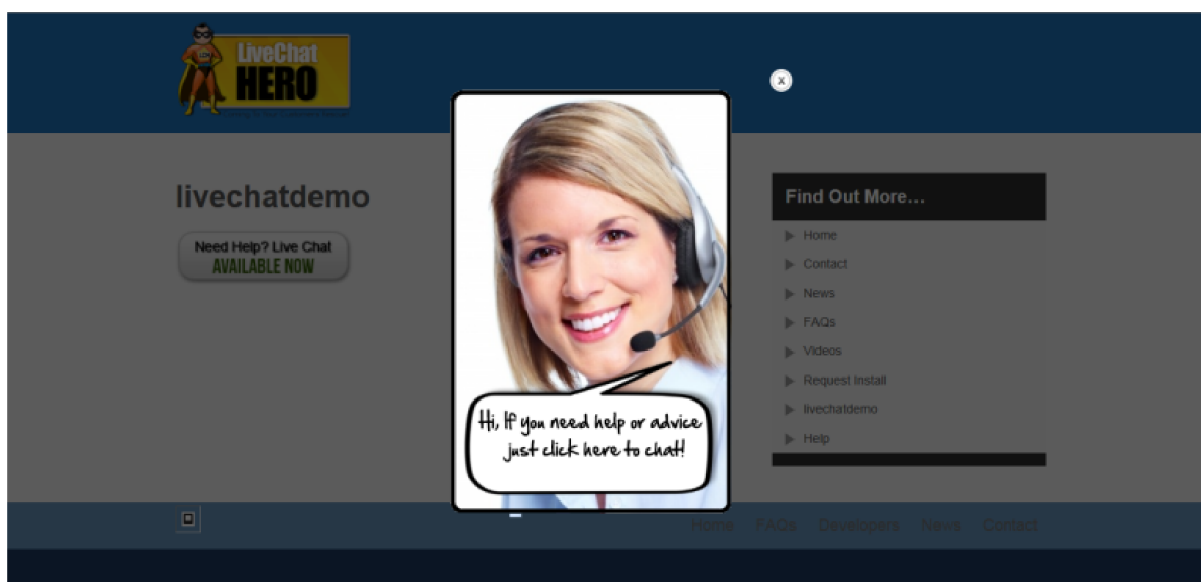 LiveChat
HERO
livechatdemo
Need Help? Live Chat
AVAILABLE NOW
x
Hi, If you need help or advice
just click here to chat!
Find Out More...
Home
Contact
News
FAQs
Videos
Request Install
livechatdemo
Help
Home FAQs Developers News Contact